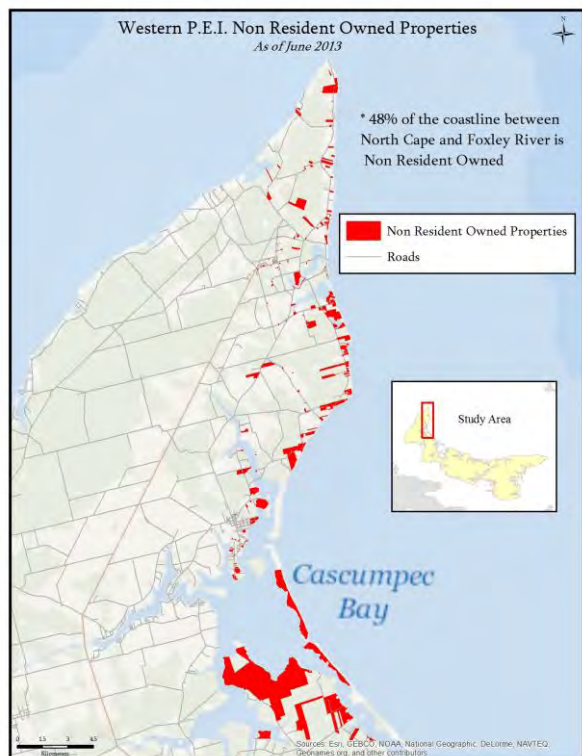 Western P.E.I. Non Resident Owned Properties
As of June 2013
N
* 48% of the coastline between
North Cape and Foxley River is
Non Resident Owned
Non Resident Owned Properties
Roads
Study Area
Cascumpec
Bay
0 1.5 3 4.5
Kilometers
Sources: Esri, GEBCO, NOAA, National Geographic, DeLorme, NAVTEQ,
Geonames.org, and other contributors